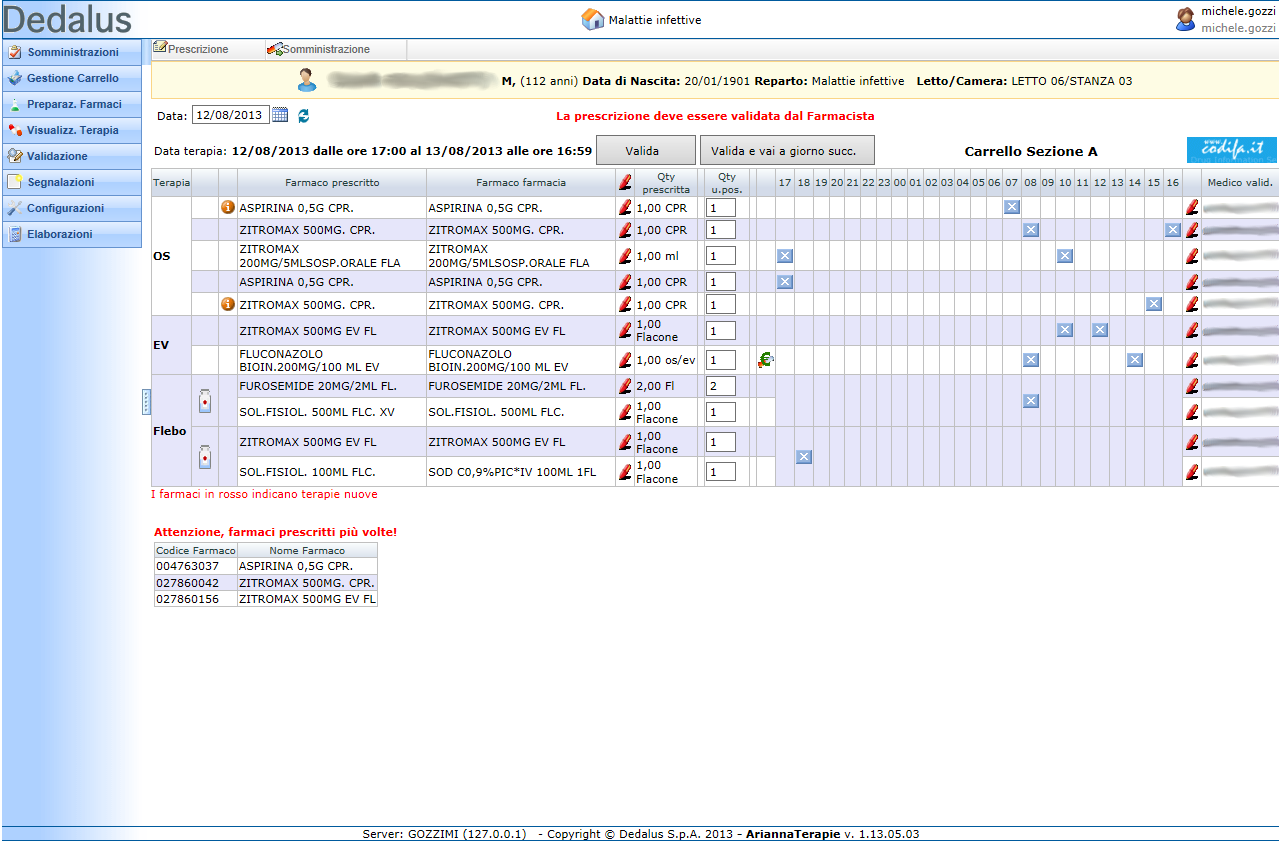 Dedalus
Malattie infettive
michele.gozzi
michele.gozzi
Somministrazioni
Gestione Carrello
Preparaz. Farmaci
Visualizz. Terapia
Validazione
Segnalazioni
Configurazioni
Elaborazioni
Prescrizione Somministrazione
M, (112 anni) Data di Nascita: 20/01/1901 Reparto: Malattie infettive Letto/Camera: LETTO 06/STANZA 03
Data: 12/08/2013 La prescrizione deve essere validata dal Farmacista
Data terapia: 12/08/2013 dalle ore 17:00 al 13/08/2013 alle ore 16:59 Valida Valida e vai a giorno succ. Carrello Sezione A
www.
codifa.it
Terapia Farmaco prescritto Farmaco farmacia Qty prescritta Qty u.pos. 17 18 19 20 21 22 23 00 01 02 03 04 05 06 07 08 09 10 11 12 13 14 15 16 Medico valid.
OS
ASPIRINA 0,5G CPR. ASPIRINA 0,5G CPR. 1,00 CPR 1
ZITROMAX 500MG. CPR. ZITROMAX 500MG. CPR. 1,00 CPR 1
ZITROMAX 200MG/5MLSOSP.ORALE FLA ZITROMAX 200MG/5MLSOSP.ORALE FLA 1,00 ml 1
ASPIRINA 0,5G CPR. ASPIRINA 0,5G CPR. 1,00 CPR 1
ZITROMAX 500MG. CPR. ZITROMAX 500MG. CPR. 1,00 CPR 1
EV
ZITROMAX 500MG EV FL ZITROMAX 500MG EV FL 1,00 Flacone 1
FLUCONAZOLO BIOIN.200MG/100 ML EV FLUCONAZOLO BIOIN.200MG/100 ML EV 1,00 os/ev 1
Flebo
FUROSEMIDE 20MG/2ML FL. FUROSEMIDE 20MG/2ML FL. 2,00 Fl 2
SOL.FISIOL. 500ML FLC. XV SOL.FISIOL. 500ML FLC. 1,00 Flacone 1
ZITROMAX 500MG EV FL ZITROMAX 500MG EV FL 1,00 Flacone 1
SOL.FISIOL. 100ML FLC. SOD C0,9%PIC*IV 100ML 1FL 1,00 Flacone 1
I farmaci in rosso indicano terapie nuove
Attenzione, farmaci prescritti più volte!
Codice Farmaco Nome Farmaco
004763037 ASPIRINA 0,5G CPR.
027860042 ZITROMAX 500MG. CPR.
027860156 ZITROMAX 500MG EV FL
Server: GOZZIMI (127.0.0.1) - Copyright © Dedalus S.p.A. 2013 - AriannaTerapie v. 1.13.05.03